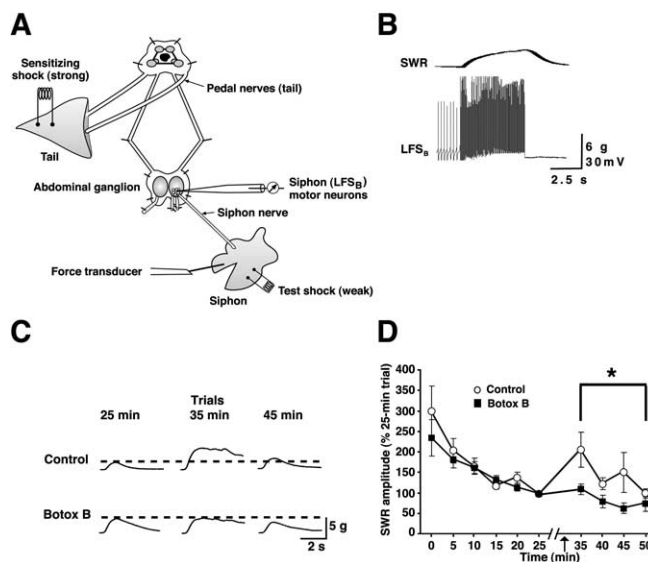 A
Sensitizing
shock (strong)
Pedal nerves (tail)
Tail
Abdominal ganglion
Siphon (LFSB)
motor neurons
Siphon nerve
Force transducer
Siphon
Test shock (weak)
B
SWR
LFSB
6 g
30 mV
2.5 s
C
Trials
25 min 35 min 45 min
Control
Botox B
5 g
2 s
D
SWR amplitude (% 25-min trial)
400
350
300
250
200
150
100
50
0
*
Control
Botox B
0 5 10 15 20 25 35 40 45 50
Time (min)